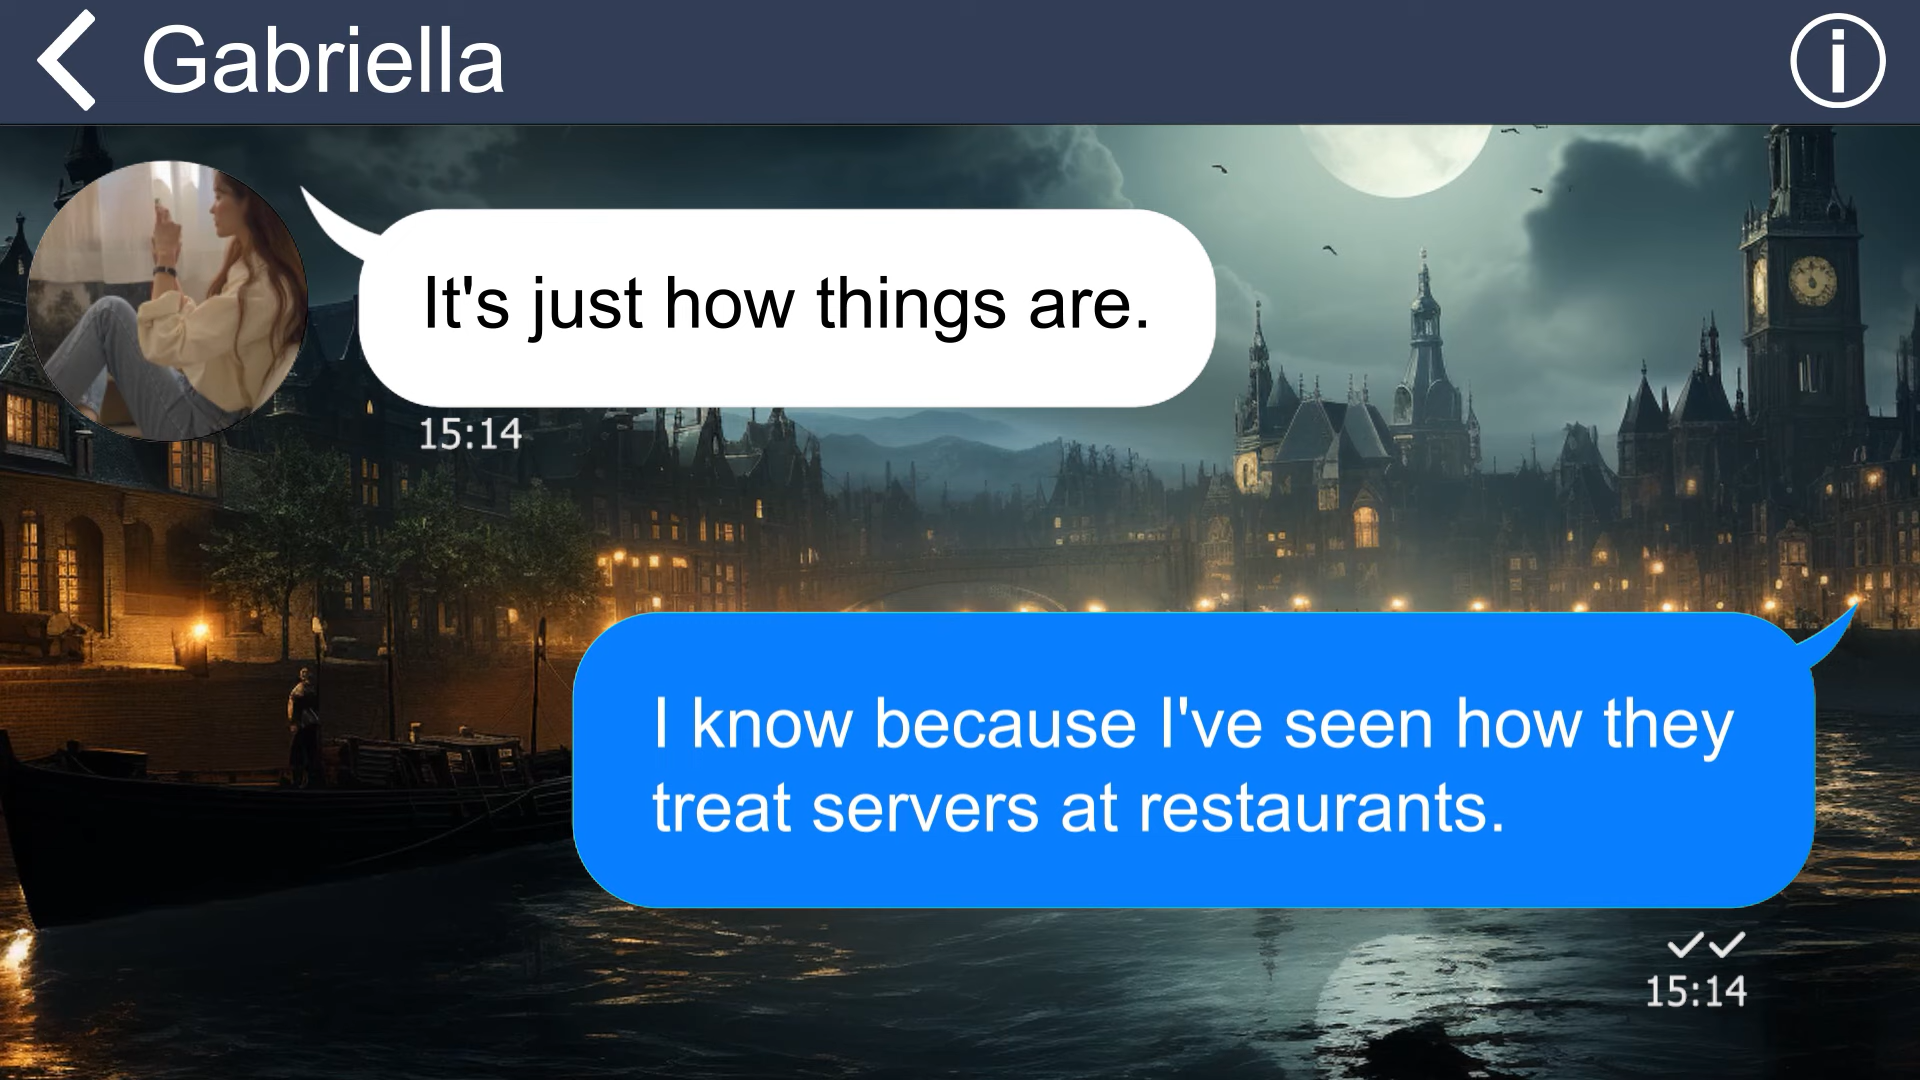 Gabriella
It's just how things are.
15:14
I know because I've seen how they
treat servers at restaurants.
15:14